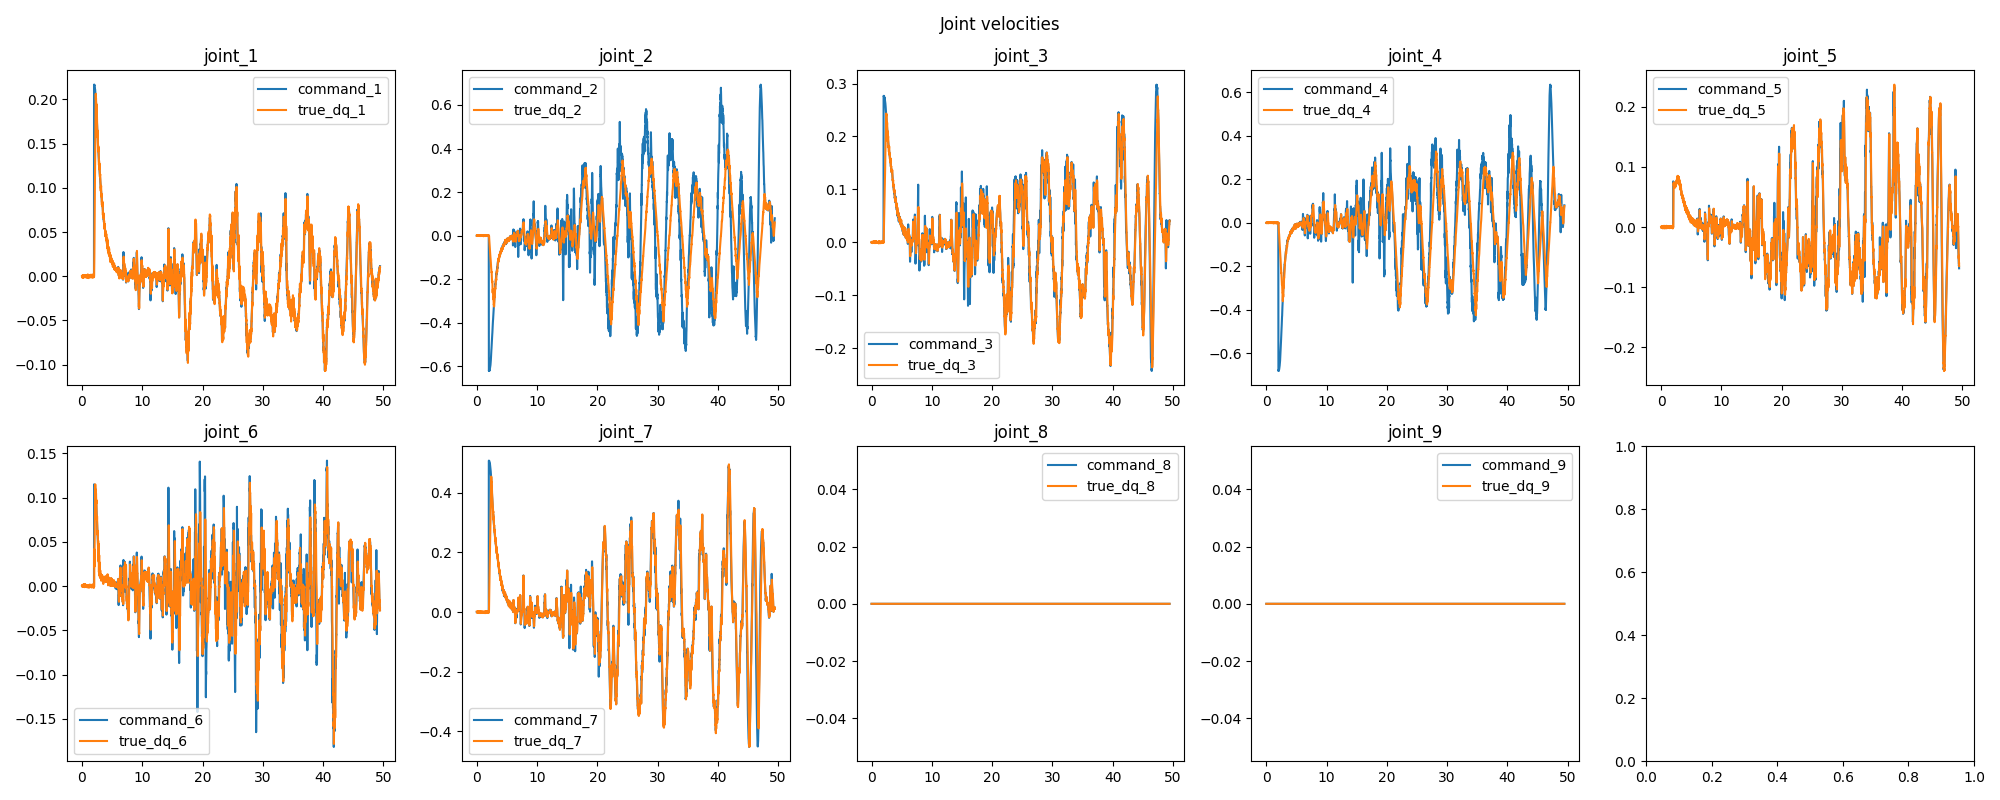 Joint velocities
joint_1
joint_2
joint_3
joint_4
joint_5
command_1
true_dq_1
command_2
true_dq_2
command_3
true_dq_3
command_4
true_dq_4
command_5
true_dq_5
0.20
0.15
0.10
0.05
0.00
−0.05
−0.10
0 10 20 30 40 50
0.6
0.4
0.2
0.0
−0.2
−0.4
−0.6
0 10 20 30 40 50
0.3
0.2
0.1
0.0
−0.1
−0.2
0 10 20 30 40 50
0.6
0.4
0.2
0.0
−0.2
−0.4
−0.6
0 10 20 30 40 50
0.2
0.1
0.0
−0.1
−0.2
0 10 20 30 40 50
joint_6
joint_7
joint_8
joint_9
command_6
true_dq_6
command_7
true_dq_7
command_8
true_dq_8
command_9
true_dq_9
0.15
0.10
0.05
0.00
−0.05
−0.10
−0.15
0 10 20 30 40 50
0.4
0.2
0.0
−0.2
−0.4
0 10 20 30 40 50
0.04
0.02
0.00
−0.02
−0.04
0 10 20 30 40 50
0.04
0.02
0.00
−0.02
−0.04
0 10 20 30 40 50
1.0
0.8
0.6
0.4
0.2
0.0
0.0 0.2 0.4 0.6 0.8 1.0